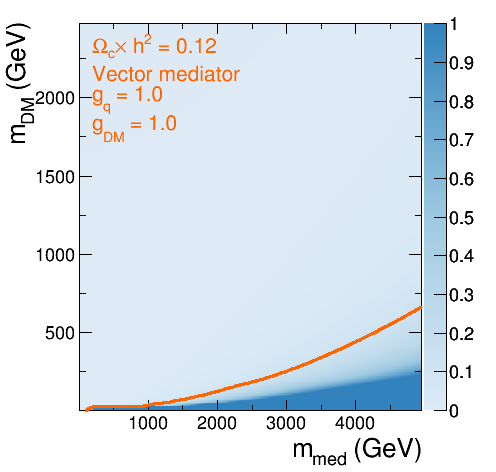 Ω_c× h² = 0.12
Vector mediator
g_q = 1.0
g_DM = 1.0
m_DM (GeV)
2000
1500
1000
500
1000 2000 3000 4000
m_med (GeV)
1
0.9
0.8
0.7
0.6
0.5
0.4
0.3
0.2
0.1
0